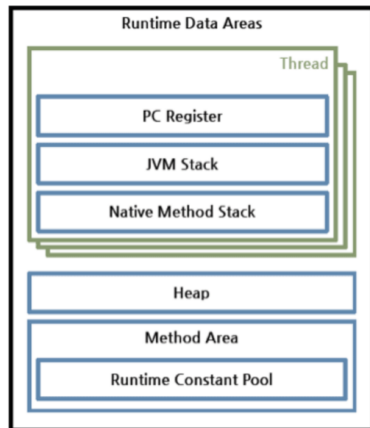 Runtime Data Areas
Thread
PC Register
JVM Stack
Native Method Stack
Heap
Method Area
Runtime Constant Pool